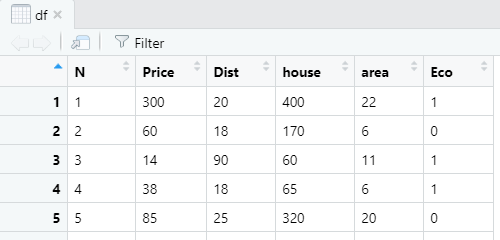 df
Filter
N Price Dist house area Eco
1 1 300 20 400 22 1
2 2 60 18 170 6 0
3 3 14 90 60 11 1
4 4 38 18 65 6 1
5 5 85 25 320 20 0